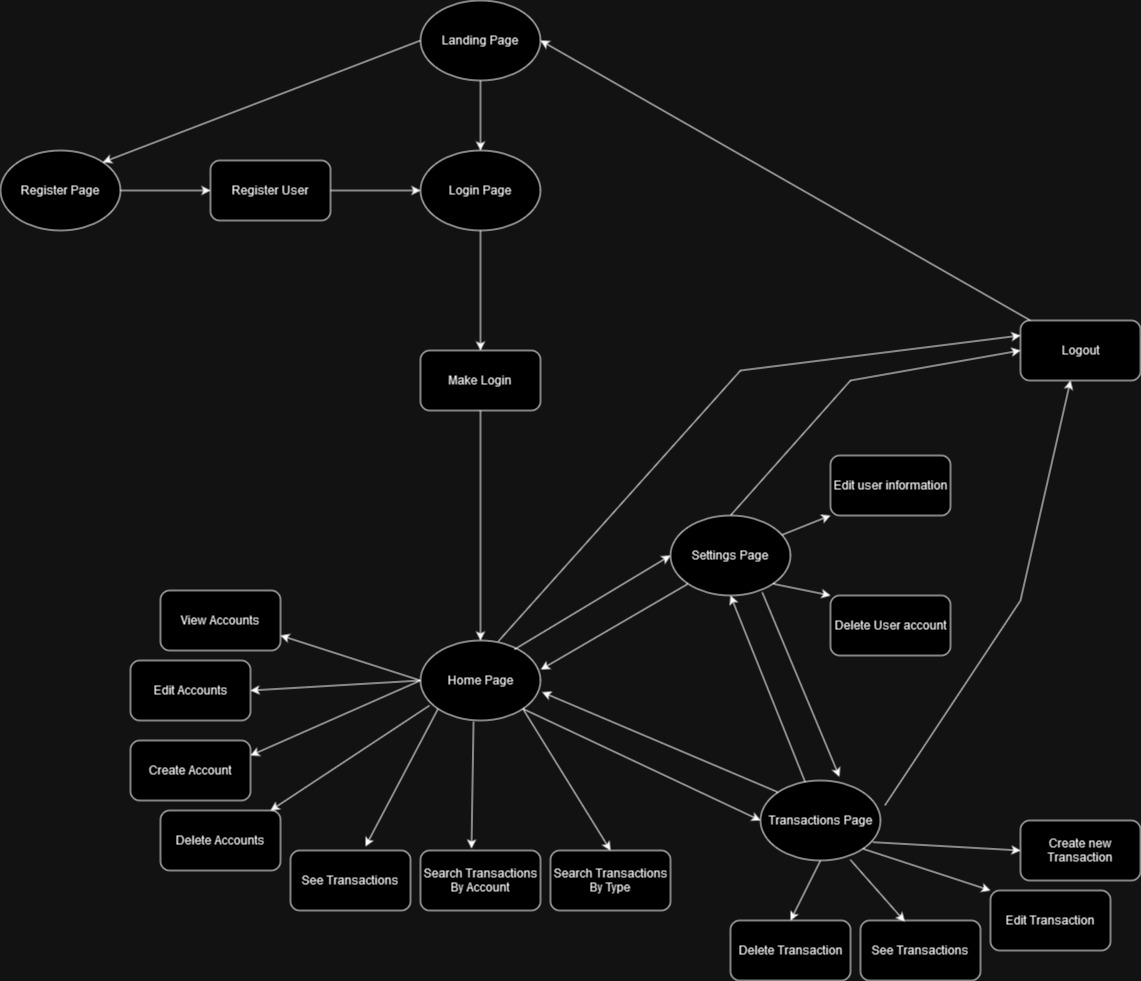 Landing Page
Register Page
Register User
Login Page
Make Login
Logout
Edit user information
Settings Page
Delete User account
View Accounts
Edit Accounts
Home Page
Create Account
Delete Accounts
See Transactions
Search Transactions
By Account
Search Transactions
By Type
Transactions Page
Create new
Transaction
Edit Transaction
Delete Transaction
See Transactions